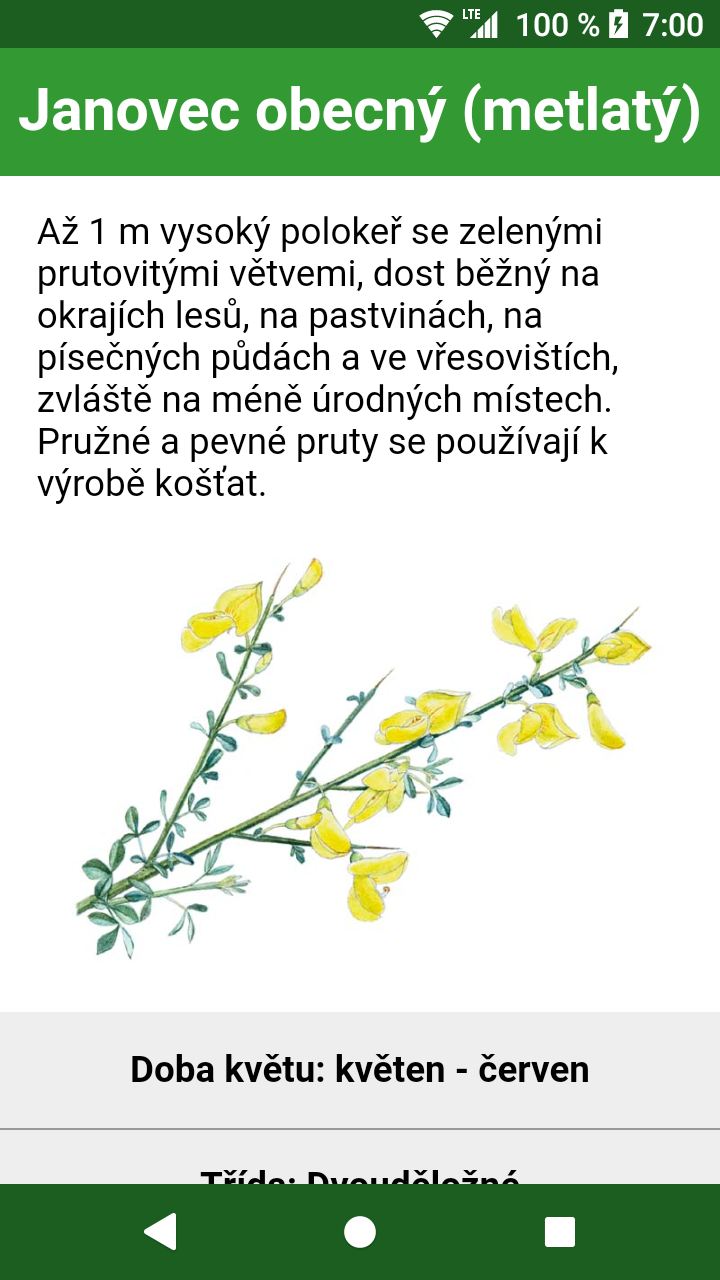 LTE 100 % 7:00
Janovec obecný (metlatý)
Až 1 m vysoký polokeř se zelenými
prutovitými větvemi, dost běžný na
okrajích lesů, na pastvinách, na
písečných půdách a ve vřesovištích,
zvláště na méně úrodných místech.
Pružné a pevné pruty se používají k
výrobě košťat.
Doba květu: květen - červen
Třída: Dvouděložné